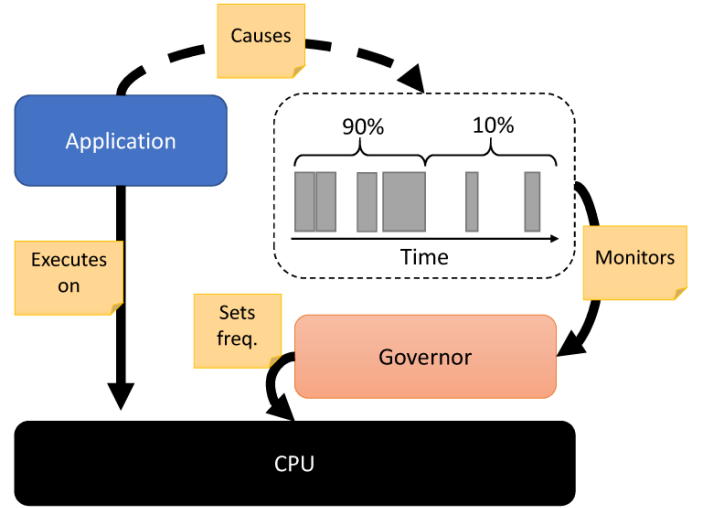 Causes
Application
90%
10%
Time
Executes
on
Monitors
Sets
freq.
Governor
CPU